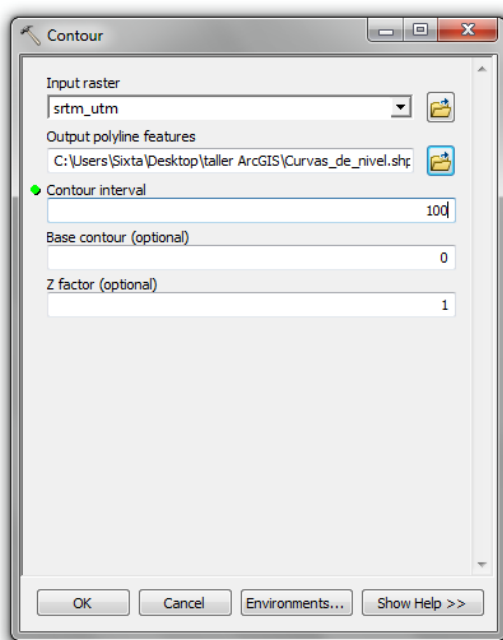 Contour
Input raster
srtm_utm
Output polyline features
C:\Users\Sixta\Desktop\taller ArcGIS\Curvas_de_nivel.shp
Contour interval
100
Base contour (optional)
0
Z factor (optional)
1
OK Cancel Environments... Show Help >>